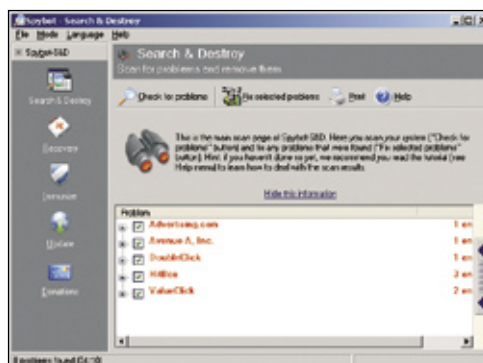 Spybot - Search & Destroy
File Mode Language Help
Spybot-S&D
Search & Destroy
Scan for problems and remove them
Search & Destroy
Recovery
Immunize
Update
Donations
Check for problems
Fix selected problems
Print
Help
This is the main scan page of Spybot-S&D. Here you scan your system ("Check for
problems" button) and fix any problems that were found ("Fix selected problems"
button). Hint: if you haven't done so yet, we recommend you read the tutorial (see
Help menu) to learn how to deal with the scan results.
Hide this information
Problem
Advertising.com 1 en
Avenue A, Inc. 1 en
DoubleClick 1 en
HitBox 3 en
ValueClick 2 en
problems found